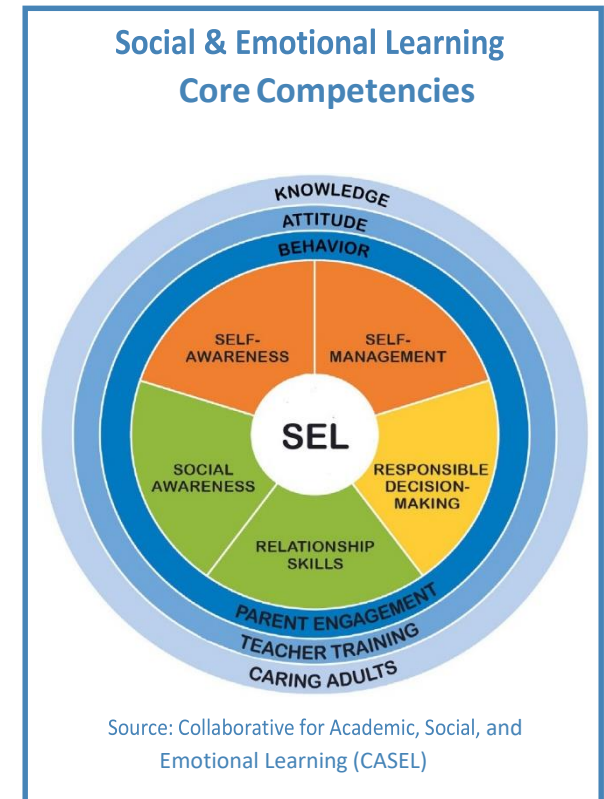 Social & Emotional Learning
Core Competencies
KNOWLEDGE
ATTITUDE
BEHAVIOR
SELF-
AWARENESS
SELF-
MANAGEMENT
SEL
SOCIAL
AWARENESS
RESPONSIBLE
DECISION-
MAKING
RELATIONSHIP
SKILLS
PARENT ENGAGEMENT
TEACHER TRAINING
CARING ADULTS
Source: Collaborative for Academic, Social, and
Emotional Learning (CASEL)